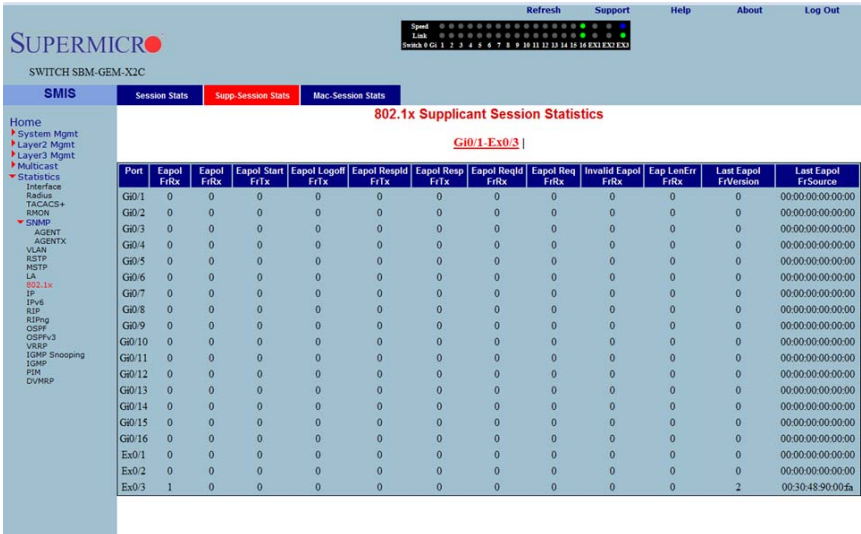 Refresh Support Help About Log Out
Speed
Link
Switch 0 Gi 1 2 3 4 5 6 7 8 9 10 11 12 13 14 15 16 EX1 EX2 EX3
SUPERMICRO
SWITCH SBM-GEM-X2C
SMIS
Session Stats Supp-Session Stats Mac-Session Stats
Home
System Mgmt
Layer2 Mgmt
Layer3 Mgmt
Multicast
Statistics
Interface
Radius
TACACS+
RMON
SNMP
AGENT
AGENTX
VLAN
RSTP
MSTP
LA
802.1x
IP
IPv6
RIP
RIPng
OSPF
OSPFv3
VRRP
IGMP Snooping
IGMP
PIM
DVMRP
802.1x Supplicant Session Statistics
Gi0/1-Ex0/3 |
Port Eapol FrRx Eapol FrRx Eapol Start FrTx Eapol Logoff FrTx Eapol RespId FrTx Eapol Resp FrTx Eapol ReqId FrRx Eapol Req FrRx Invalid Eapol FrRx Eap LenErr FrRx Last Eapol FrVersion Last Eapol FrSource
Gi0/1 0 0 0 0 0 0 0 0 0 0 0 00:00:00:00:00:00
Gi0/2 0 0 0 0 0 0 0 0 0 0 0 00:00:00:00:00:00
Gi0/3 0 0 0 0 0 0 0 0 0 0 0 00:00:00:00:00:00
Gi0/4 0 0 0 0 0 0 0 0 0 0 0 00:00:00:00:00:00
Gi0/5 0 0 0 0 0 0 0 0 0 0 0 00:00:00:00:00:00
Gi0/6 0 0 0 0 0 0 0 0 0 0 0 00:00:00:00:00:00
Gi0/7 0 0 0 0 0 0 0 0 0 0 0 00:00:00:00:00:00
Gi0/8 0 0 0 0 0 0 0 0 0 0 0 00:00:00:00:00:00
Gi0/9 0 0 0 0 0 0 0 0 0 0 0 00:00:00:00:00:00
Gi0/10 0 0 0 0 0 0 0 0 0 0 0 00:00:00:00:00:00
Gi0/11 0 0 0 0 0 0 0 0 0 0 0 00:00:00:00:00:00
Gi0/12 0 0 0 0 0 0 0 0 0 0 0 00:00:00:00:00:00
Gi0/13 0 0 0 0 0 0 0 0 0 0 0 00:00:00:00:00:00
Gi0/14 0 0 0 0 0 0 0 0 0 0 0 00:00:00:00:00:00
Gi0/15 0 0 0 0 0 0 0 0 0 0 0 00:00:00:00:00:00
Gi0/16 0 0 0 0 0 0 0 0 0 0 0 00:00:00:00:00:00
Ex0/1 0 0 0 0 0 0 0 0 0 0 0 00:00:00:00:00:00
Ex0/2 0 0 0 0 0 0 0 0 0 0 0 00:00:00:00:00:00
Ex0/3 1 0 0 0 0 0 0 0 0 0 2 00:30:48:90:00:fa